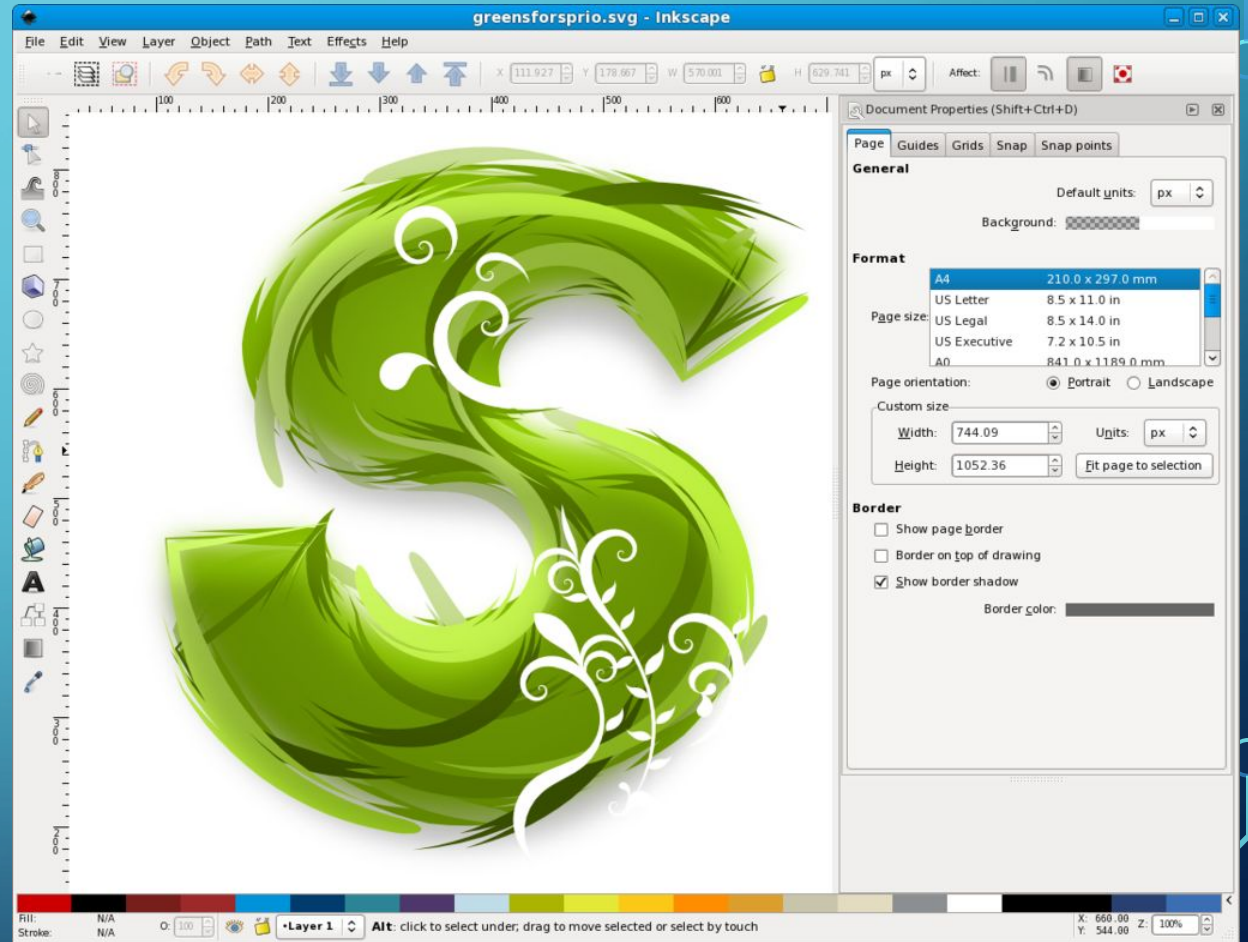 greensforsprio.svg - Inkscape
File Edit View Layer Object Path Text Effects Help
X 111.927 Y 178.667 W 570.001 H 629.741 px Affect:
100 200 300 400 500 600
Document Properties (Shift+Ctrl+D)
Page Guides Grids Snap Snap points
General
Default units: px
Background:
Format
A4 210.0 x 297.0 mm
US Letter 8.5 x 11.0 in
Page size: US Legal 8.5 x 14.0 in
US Executive 7.2 x 10.5 in
A0 841.0 x 1189.0 mm
Page orientation: Portrait Landscape
Custom size
Width: 744.09 Units: px
Height: 1052.36 Fit page to selection
Border
Show page border
Border on top of drawing
Show border shadow
Border color:
800
700
600
500
400
300
200
S
A
Fill: N/A
Stroke: N/A
O: 100 •Layer 1 Alt: click to select under; drag to move selected or select by touch
X: 660.00
Y: 544.00
Z: 100%